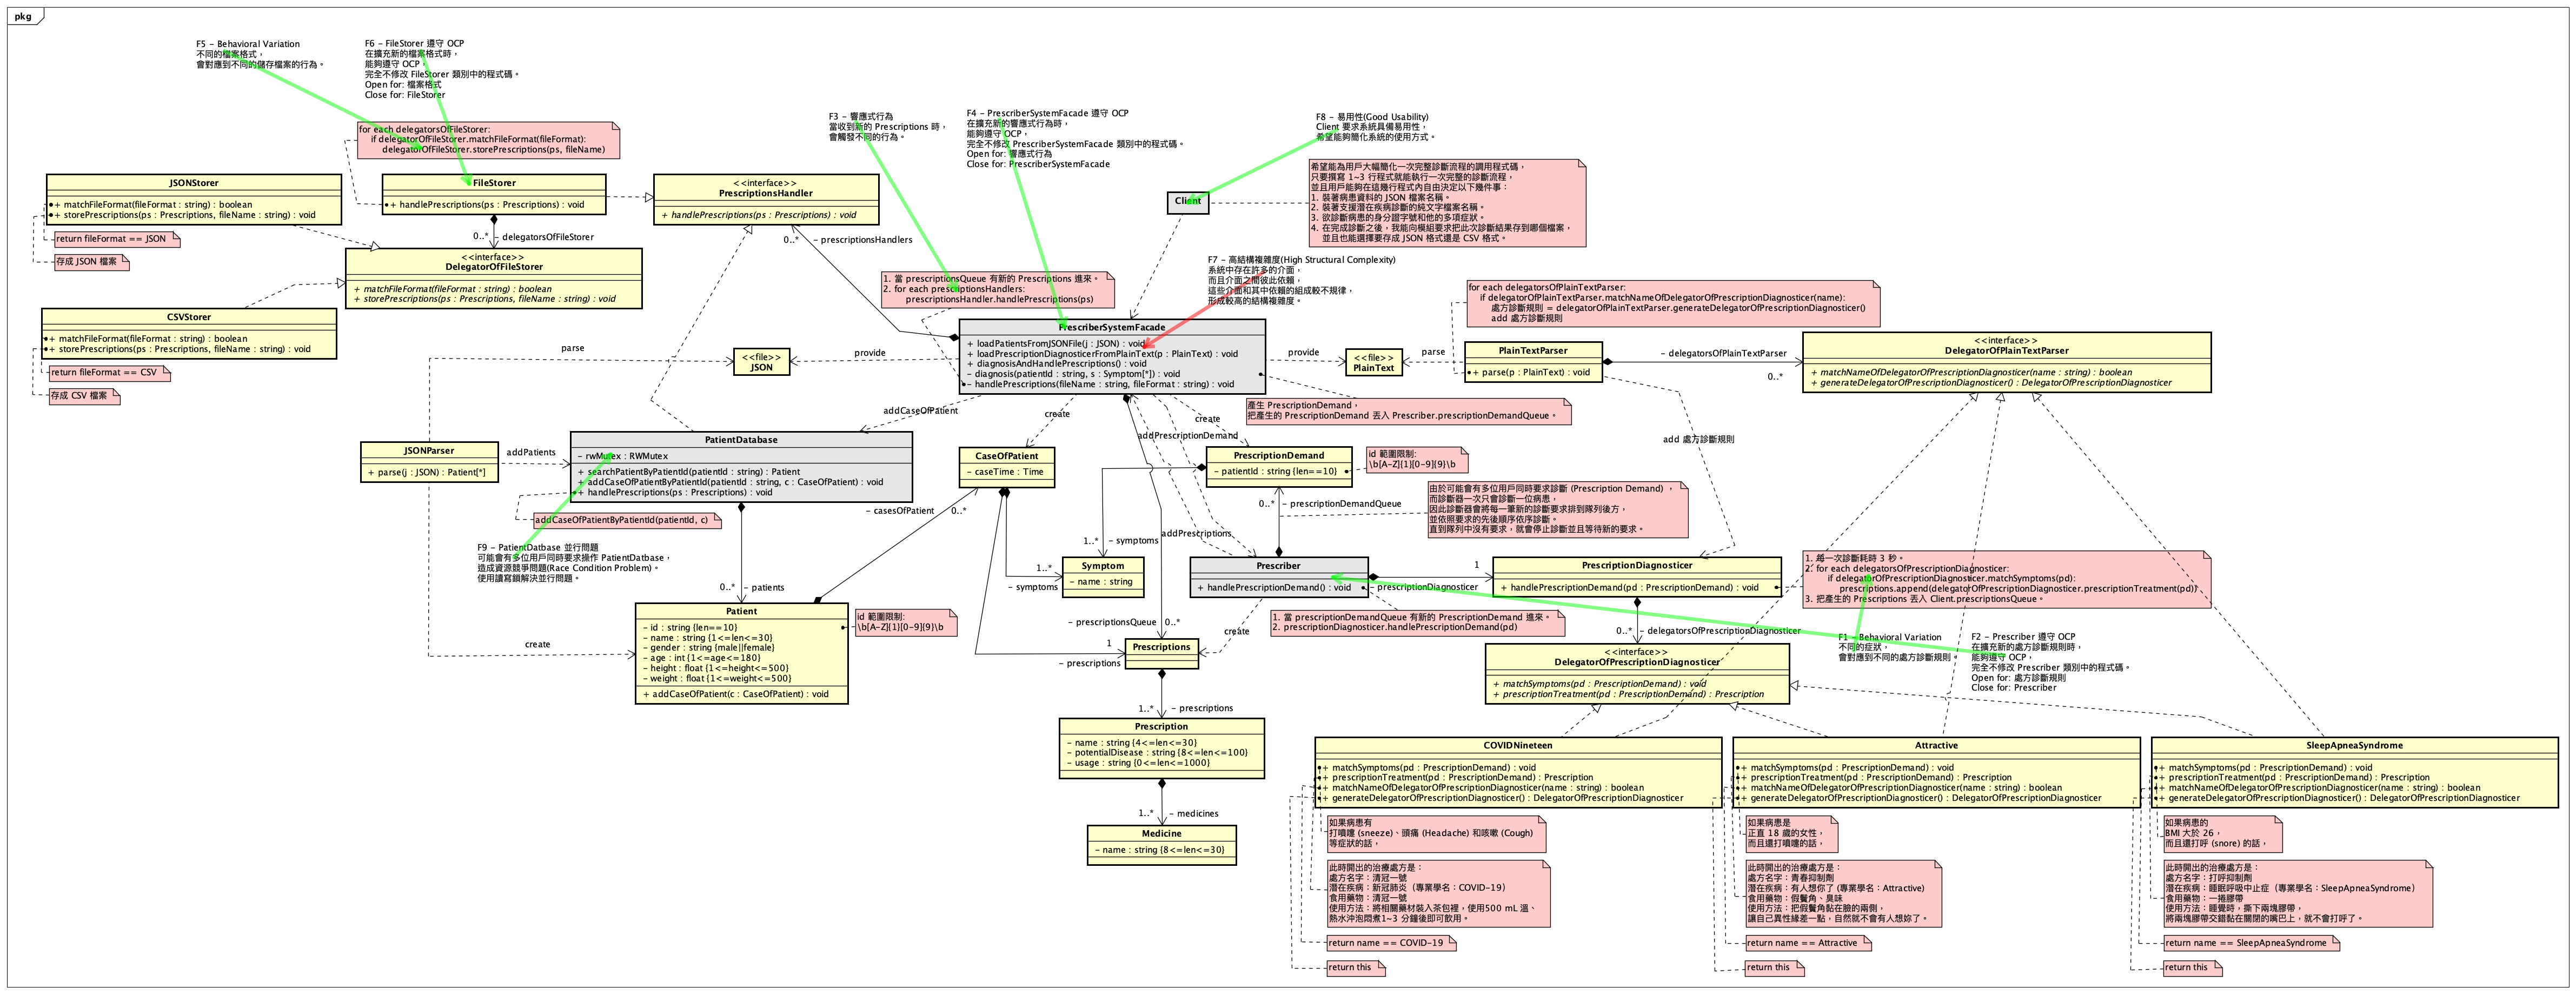 pkg
F5 – Behavioral Variation
不同的檔案格式，
會對應到不同的儲存檔案的行為。
F6 – FileStorer 遵守 OCP
在擴充新的檔案格式時，
能夠遵守 OCP，
完全不修改 FileStorer 類別中的程式碼。
Open for: 檔案格式
Close for: FileStorer
F3 – 響應式行為
當收到新的 Prescriptions 時，
會觸發不同的行為。
F4 – PrescriberSystemFacade 遵守 OCP
在擴充新的響應式行為時，
能夠遵守 OCP，
完全不修改 PrescriberSystemFacade 類別中的程式碼。
Open for: 響應式行為
Close for: PrescriberSystemFacade
F8 – 易用性(Good Usability)
Client 要求系統具備易用性，
希望能夠簡化系統的使用方式。
for each delegatorsOfFileStorer:
if delegatorOfFileStorer.matchFileFormat(fileFormat):
delegatorOfFileStorer.storePrescriptions(ps, fileName)
希望能為用戶大幅簡化一次完整診斷流程的調用程式碼，
只要撰寫 1~3 行程式就能執行一次完整的診斷流程，
並且用戶能夠在這幾行程式內自由決定以下幾件事：
1. 裝著病患資料的 JSON 檔案名稱。
2. 裝著支援潛在疾病診斷的純文字檔案名稱。
3. 欲診斷病患的身分證字號和他的多項症狀。
4. 在完成診斷之後，我能向模組要求把此次診斷結果存到哪個檔案，
並且也能選擇要存成 JSON 格式還是 CSV 格式。
JSONStorer
+ matchFileFormat(fileFormat : string) : boolean
+ storePrescriptions(ps : Prescriptions, fileName : string) : void
return fileFormat == JSON
存成 JSON 檔案
FileStorer
+ handlePrescriptions(ps : Prescriptions) : void
0..*
– delegatorsOfFileStorer
<<interface>>
PrescriptionsHandler
+ handlePrescriptions(ps : Prescriptions) : void
0..*
– prescriptionsHandlers
Client
<<interface>>
DelegatorOfFileStorer
+ matchFileFormat(fileFormat : string) : boolean
+ storePrescriptions(ps : Prescriptions, fileName : string) : void
CSVStorer
+ matchFileFormat(fileFormat : string) : boolean
+ storePrescriptions(ps : Prescriptions, fileName : string) : void
return fileFormat == CSV
存成 CSV 檔案
1. 當 prescriptionsQueue 有新的 Prescriptions 進來。
2. for each prescriptionsHandlers:
prescriptionsHandler.handlePrescriptions(ps)
F7 – 高結構複雜度(High Structural Complexity)
系統中存在許多的介面，
而且介面之間彼此依賴，
這些介面和其中依賴的組成較不規律，
形成較高的結構複雜度。
for each delegatorsOfPlainTextParser:
if delegatorOfPlainTextParser.matchNameOfDelegatorOfPrescriptionDiagnosticer(name):
處方診斷規則 = delegatorOfPlainTextParser.generateDelegatorOfPrescriptionDiagnosticer()
add 處方診斷規則
PrescriberSystemFacade
+ loadPatientsFromJSONFile(j : JSON) : void
+ loadPrescriptionDiagnosticerFromPlainText(p : PlainText) : void
+ diagnosisAndHandlePrescriptions() : void
– diagnosis(patientId : string, s : Symptom[*]) : void
– handlePrescriptions(fileName : string, fileFormat : string) : void
parse
<<file>>
JSON
provide
provide
<<file>>
PlainText
parse
PlainTextParser
+ parse(p : PlainText) : void
– delegatorsOfPlainTextParser
0..*
<<interface>>
DelegatorOfPlainTextParser
+ matchNameOfDelegatorOfPrescriptionDiagnosticer(name : string) : boolean
+ generateDelegatorOfPrescriptionDiagnosticer() : DelegatorOfPrescriptionDiagnosticer
產生 PrescriptionDemand，
把產生的 PrescriptionDemand 丟入 Prescriber.prescriptionDemandQueue。
addCaseOfPatient
create
create
addPrescriptionDemand
add 處方診斷規則
JSONParser
+ parse(j : JSON) : Patient[*]
addPatients
PatientDatabase
– rwMutex : RWMutex
+ searchPatientByPatientId(patientId : string) : Patient
+ addCaseOfPatientByPatientId(patientId : string, c : CaseOfPatient) : void
+ handlePrescriptions(ps : Prescriptions) : void
addCaseOfPatientByPatientId(patientId, c)
CaseOfPatient
– caseTime : Time
PrescriptionDemand
– patientId : string {len==10}
id 範圍限制:
\b[A–Z]{1}[0–9]{9}\b
– casesOfPatient
0..*
0..*
– prescriptionDemandQueue
由於可能會有多位用戶同時要求診斷 (Prescription Demand) ，
而診斷器一次只會診斷一位病患，
因此診斷器會將每一筆新的診斷要求排到隊列後方，
並依照要求的先後順序依序診斷。
直到隊列中沒有要求，就會停止診斷並且等待新的要求。
F9 – PatientDatbase 並行問題
可能會有多位用戶同時要求操作 PatientDatbase，
造成資源競爭問題(Race Condition Problem)。
使用讀寫鎖解決並行問題。
1..*
– symptoms
addPrescriptions
1..*
– symptoms
Symptom
– name : string
Prescriber
+ handlePrescriptionDemand() : void
1
– prescriptionDiagnosticer
PrescriptionDiagnosticer
+ handlePrescriptionDemand(pd : PrescriptionDemand) : void
1. 每一次診斷耗時 3 秒。
2. for each delegatorsOfPrescriptionDiagnosticer:
if delegatorOfPrescriptionDiagnosticer.matchSymptoms(pd):
prescriptions.append(delegatorOfPrescriptionDiagnosticer.prescriptionTreatment(pd))
3. 把產生的 Prescriptions 丟入 Client.prescriptionsQueue。
0..*
– patients
create
Patient
– id : string {len==10}
– name : string {1<=len<=30}
– gender : string {male||female}
– age : int {1<=age<=180}
– height : float {1<=height<=500}
– weight : float {1<=weight<=500}
+ addCaseOfPatient(c : CaseOfPatient) : void
id 範圍限制:
\b[A–Z]{1}[0–9]{9}\b
– prescriptionsQueue
0..*
1
– prescriptions
create
1. 當 prescriptionDemandQueue 有新的 PrescriptionDemand 進來。
2. prescriptionDiagnosticer.handlePrescriptionDemand(pd)
0..*
– delegatorsOfPrescriptionDiagnosticer
F1 – Behavioral Variation
不同的症狀，
會對應到不同的處方診斷規則。
F2 – Prescriber 遵守 OCP
在擴充新的處方診斷規則時，
能夠遵守 OCP，
完全不修改 Prescriber 類別中的程式碼。
Open for: 處方診斷規則
Close for: Prescriber
Prescriptions
<<interface>>
DelegatorOfPrescriptionDiagnosticer
+ matchSymptoms(pd : PrescriptionDemand) : void
+ prescriptionTreatment(pd : PrescriptionDemand) : Prescription
1..*
– prescriptions
Prescription
– name : string {4<=len<=30}
– potentialDisease : string {8<=len<=100}
– usage : string {0<=len<=1000}
1..*
– medicines
Medicine
– name : string {8<=len<=30}
COVIDNineteen
+ matchSymptoms(pd : PrescriptionDemand) : void
+ prescriptionTreatment(pd : PrescriptionDemand) : Prescription
+ matchNameOfDelegatorOfPrescriptionDiagnosticer(name : string) : boolean
+ generateDelegatorOfPrescriptionDiagnosticer() : DelegatorOfPrescriptionDiagnosticer
如果病患有
打噴嚏 (sneeze)、頭痛 (Headache) 和咳嗽 (Cough)
等症狀的話，
此時開出的治療處方是：
處方名字：清冠一號
潛在疾病：新冠肺炎（專業學名：COVID–19）
食用藥物：清冠一號
使用方法：將相關藥材裝入茶包裡，使用500 mL 溫、
熱水沖泡悶煮1~3 分鐘後即可飲用。
return name == COVID–19
return this
Attractive
+ matchSymptoms(pd : PrescriptionDemand) : void
+ prescriptionTreatment(pd : PrescriptionDemand) : Prescription
+ matchNameOfDelegatorOfPrescriptionDiagnosticer(name : string) : boolean
+ generateDelegatorOfPrescriptionDiagnosticer() : DelegatorOfPrescriptionDiagnosticer
如果病患是
正直 18 歲的女性，
而且還打噴嚏的話，
此時開出的治療處方是：
處方名字：青春抑制劑
潛在疾病：有人想你了 (專業學名：Attractive)
食用藥物：假鬢角、臭味
使用方法：把假鬢角黏在臉的兩側，
讓自己異性緣差一點，自然就不會有人想妳了。
return name == Attractive
return this
SleepApneaSyndrome
+ matchSymptoms(pd : PrescriptionDemand) : void
+ prescriptionTreatment(pd : PrescriptionDemand) : Prescription
+ matchNameOfDelegatorOfPrescriptionDiagnosticer(name : string) : boolean
+ generateDelegatorOfPrescriptionDiagnosticer() : DelegatorOfPrescriptionDiagnosticer
如果病患的
BMI 大於 26，
而且還打呼 (snore) 的話，
此時開出的治療處方是：
處方名字：打呼抑制劑
潛在疾病：睡眠呼吸中止症（專業學名：SleepApneaSyndrome）
食用藥物：一捲膠帶
使用方法：睡覺時，撕下兩塊膠帶，
將兩塊膠帶交錯黏在關閉的嘴巴上，就不會打呼了。
return name == SleepApneaSyndrome
return this